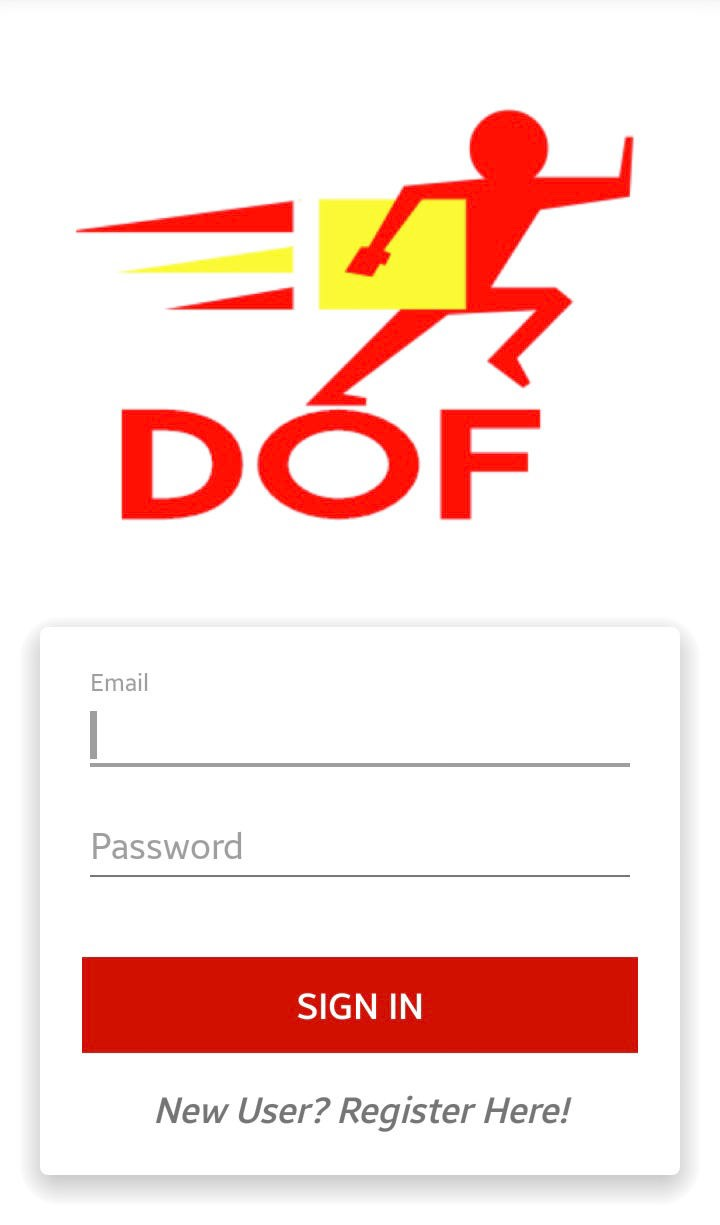 DOF
Email
Password
SIGN IN
New User? Register Here!